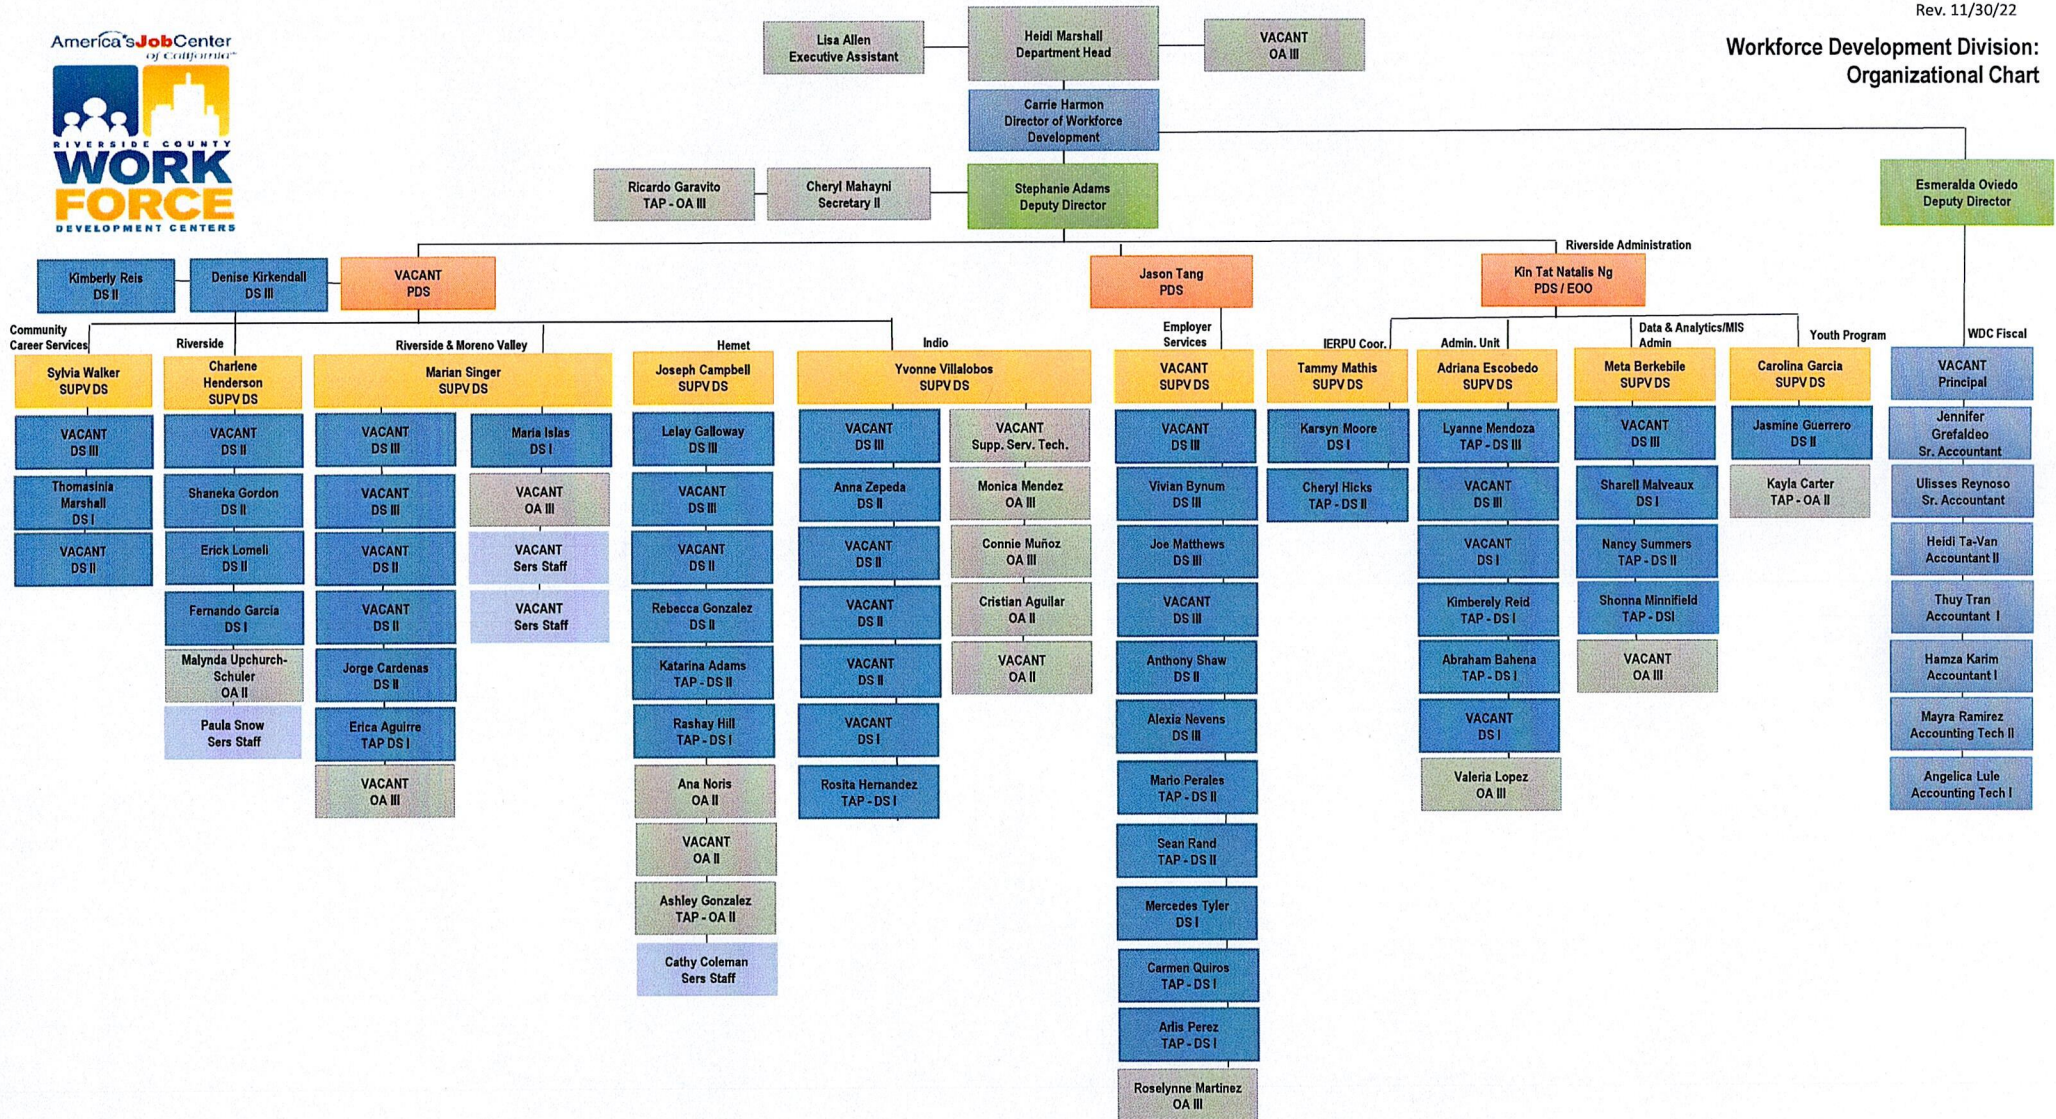 Rev. 11/30/22
Workforce Development Division:
Organizational Chart
America'sJobCenter
of California
RIVERSIDE COUNTY
WORK
FORCE
DEVELOPMENT CENTERS
Lisa Allen
Executive Assistant
Heidi Marshall
Department Head
VACANT
OA III
Carrie Harmon
Director of Workforce
Development
Ricardo Garavito
TAP - OA III
Cheryl Mahayni
Secretary II
Stephanie Adams
Deputy Director
Esmeralda Oviedo
Deputy Director
Kimberly Reis
DS II
Denise Kirkendall
DS III
VACANT
PDS
Jason Tang
PDS
Riverside Administration
Kin Tat Natalis Ng
PDS / EOO
Community
Career Services
Sylvia Walker
SUPV DS
VACANT
DS III
Thomasinia
Marshall
DS I
VACANT
DS II
Riverside
Charlene
Henderson
SUPV DS
VACANT
DS II
Shaneka Gordon
DS II
Erick Lomeli
DS II
Fernando Garcia
DS I
Malynda Upchurch-
Schuler
OA II
Paula Snow
Sers Staff
Riverside & Moreno Valley
Marian Singer
SUPV DS
VACANT
DS III
VACANT
DS III
VACANT
DS II
VACANT
DS II
Jorge Cardenas
DS II
Erica Aguirre
TAP DS I
VACANT
OA III
Maria Islas
DS I
VACANT
OA III
VACANT
Sers Staff
VACANT
Sers Staff
Hemet
Joseph Campbell
SUPV DS
Lelay Galloway
DS III
VACANT
DS III
VACANT
DS II
Rebecca Gonzalez
DS II
Katarina Adams
TAP - DS II
Rashay Hill
TAP - DS I
Ana Noris
OA II
VACANT
OA II
Ashley Gonzalez
TAP - OA II
Cathy Coleman
Sers Staff
Indio
Yvonne Villalobos
SUPV DS
VACANT
DS III
Anna Zepeda
DS II
VACANT
DS II
VACANT
DS II
VACANT
DS II
VACANT
DS I
Rosita Hernandez
TAP - DS I
VACANT
Supp. Serv. Tech.
Monica Mendez
OA III
Connie Muñoz
OA III
Cristian Aguilar
OA II
VACANT
OA II
Employer
Services
VACANT
SUPV DS
VACANT
DS III
Vivian Bynum
DS III
Joe Matthews
DS III
VACANT
DS III
Anthony Shaw
DS II
Alexia Nevens
DS III
Mario Perales
TAP - DS II
Sean Rand
TAP - DS II
Mercedes Tyler
DS I
Carmen Quiros
TAP - DS I
Arlis Perez
TAP - DS I
Roselynne Martinez
OA III
IERPU Coor.
Tammy Mathis
SUPV DS
Karsyn Moore
DS I
Cheryl Hicks
TAP - DS II
Admin. Unit
Adriana Escobedo
SUPV DS
Lyanne Mendoza
TAP - DS III
VACANT
DS III
VACANT
DS I
Kimberely Reid
TAP - DS I
Abraham Bahena
TAP - DS I
VACANT
DS I
Valeria Lopez
OA III
Data & Analytics/MIS
Admin
Meta Berkebile
SUPV DS
VACANT
DS III
Sharell Malveaux
DS I
Nancy Summers
TAP - DS II
Shonna Minnifield
TAP - DSI
VACANT
OA III
Youth Program
Carolina Garcia
SUPV DS
Jasmine Guerrero
DS II
Kayla Carter
TAP - OA II
WDC Fiscal
VACANT
Principal
Jennifer
Grefaldeo
Sr. Accountant
Ulisses Reynoso
Sr. Accountant
Heidi Ta-Van
Accountant II
Thuy Tran
Accountant I
Hamza Karim
Accountant I
Mayra Ramirez
Accounting Tech II
Angelica Lule
Accounting Tech I